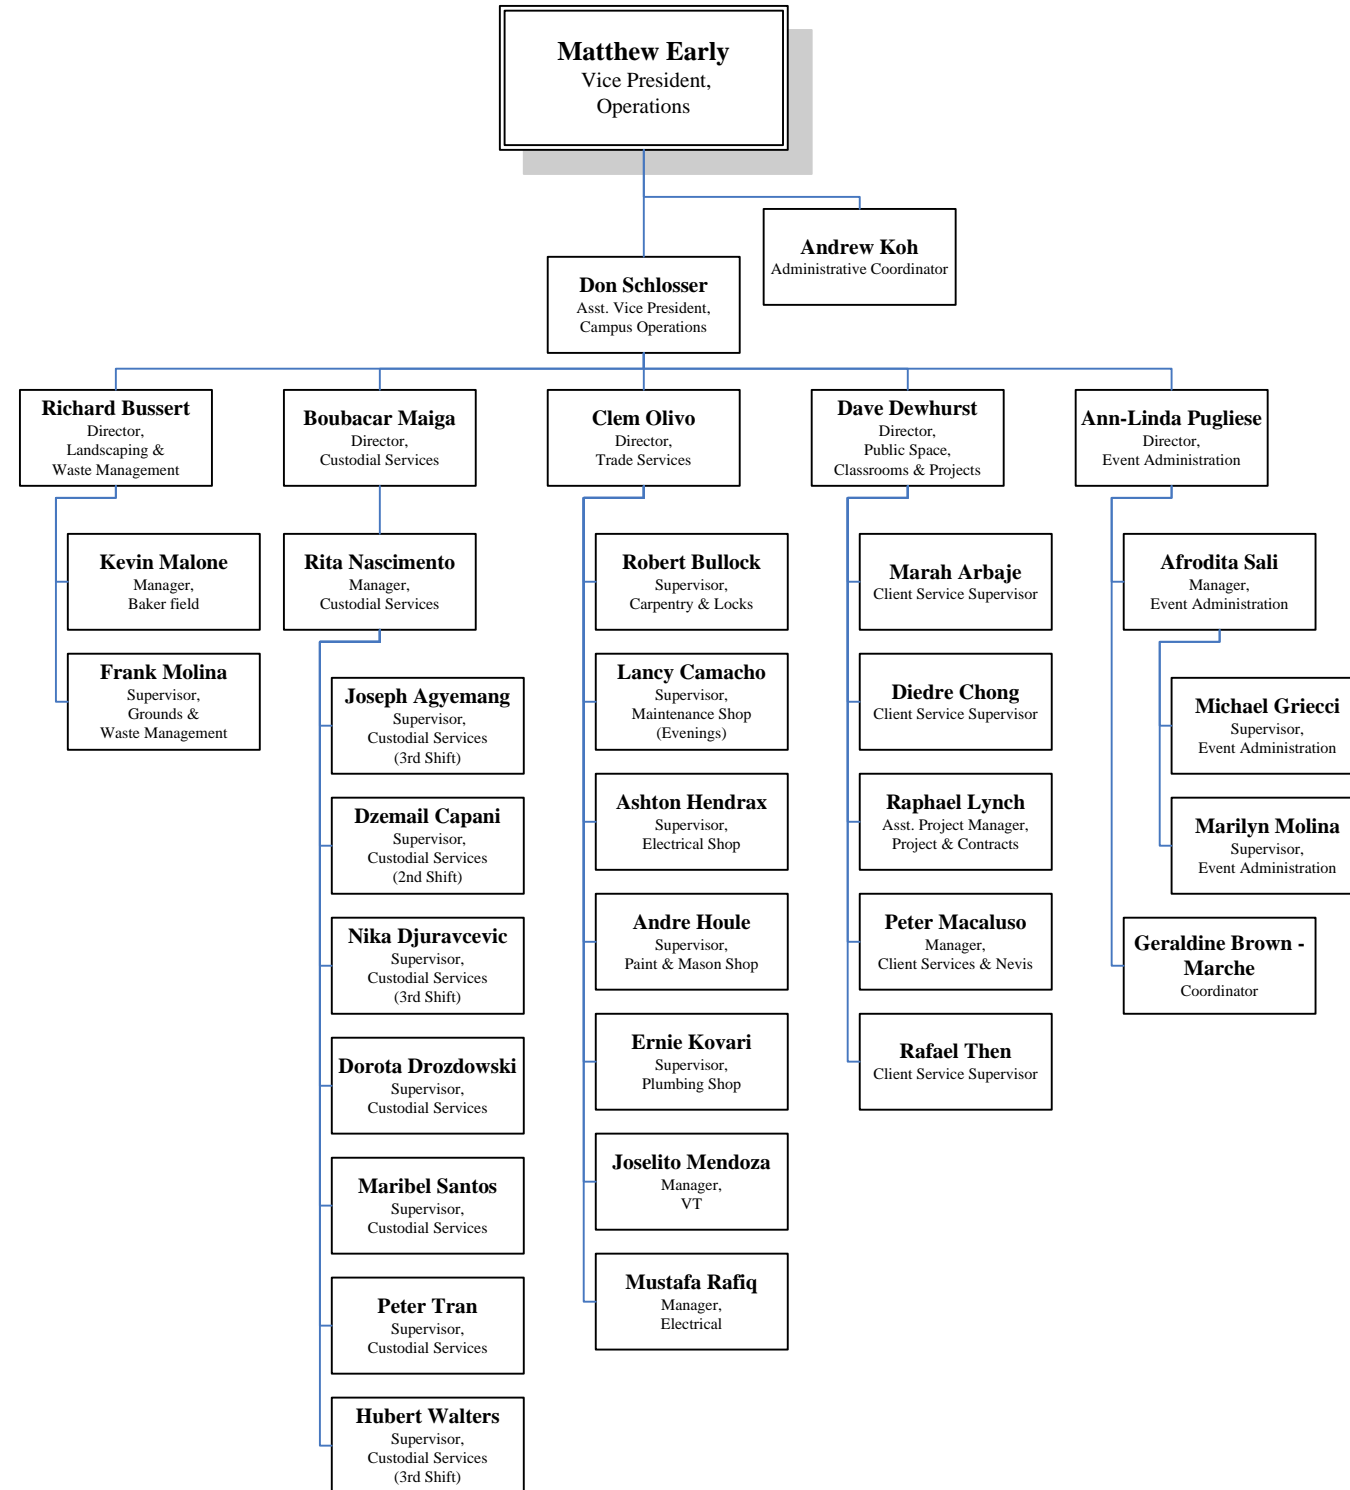 Matthew Early
Vice President,
Operations
Andrew Koh
Administrative Coordinator
Don Schlosser
Asst. Vice President,
Campus Operations
Richard Bussert
Director,
Landscaping &
Waste Management
Boubacar Maiga
Director,
Custodial Services
Clem Olivo
Director,
Trade Services
Dave Dewhurst
Director,
Public Space,
Classrooms & Projects
Ann-Linda Pugliese
Director,
Event Administration
Kevin Malone
Manager,
Baker field
Frank Molina
Supervisor,
Grounds &
Waste Management
Rita Nascimento
Manager,
Custodial Services
Joseph Agyemang
Supervisor,
Custodial Services
(3rd Shift)
Dzemail Capani
Supervisor,
Custodial Services
(2nd Shift)
Nika Djuravcevic
Supervisor,
Custodial Services
(3rd Shift)
Dorota Drozdowski
Supervisor,
Custodial Services
Maribel Santos
Supervisor,
Custodial Services
Peter Tran
Supervisor,
Custodial Services
Hubert Walters
Supervisor,
Custodial Services
(3rd Shift)
Robert Bullock
Supervisor,
Carpentry & Locks
Lancy Camacho
Supervisor,
Maintenance Shop
(Evenings)
Ashton Hendrax
Supervisor,
Electrical Shop
Andre Houle
Supervisor,
Paint & Mason Shop
Ernie Kovari
Supervisor,
Plumbing Shop
Joselito Mendoza
Manager,
VT
Mustafa Rafiq
Manager,
Electrical
Marah Arbaje
Client Service Supervisor
Diedre Chong
Client Service Supervisor
Raphael Lynch
Asst. Project Manager,
Project & Contracts
Peter Macaluso
Manager,
Client Services & Nevis
Rafael Then
Client Service Supervisor
Afrodita Sali
Manager,
Event Administration
Michael Griecci
Supervisor,
Event Administration
Marilyn Molina
Supervisor,
Event Administration
Geraldine Brown -
Marche
Coordinator